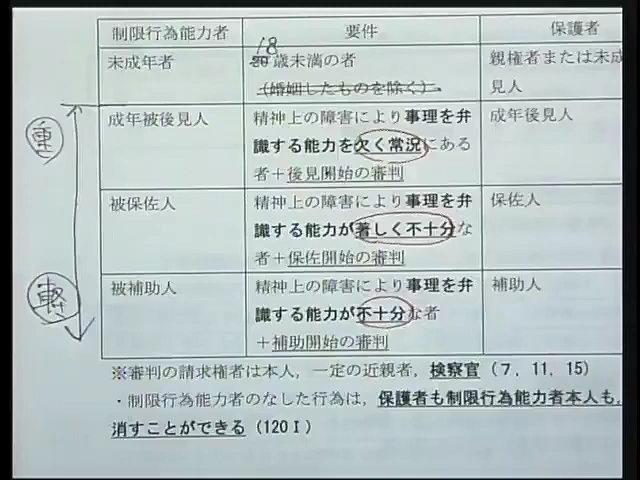 制限行為能力者 要件 保護者
未成年者 18
20歳未満の者 親権者または未成
（婚姻したものを除く）。 見人
成年被後見人 精神上の障害により事理を弁 成年後見人
重 識する能力を欠く常況にある
者＋後見開始の審判
被保佐人 精神上の障害により事理を弁 保佐人
識する能力が著しく不十分な
者＋保佐開始の審判
被補助人 精神上の障害により事理を弁 補助人
軽 識する能力が不十分な者
＋補助開始の審判
※審判の請求権者は本人，一定の近親者，検察官（7，11，15）
・制限行為能力者のなした行為は，保護者も制限行為能力者本人も，
消すことができる（120Ⅰ）